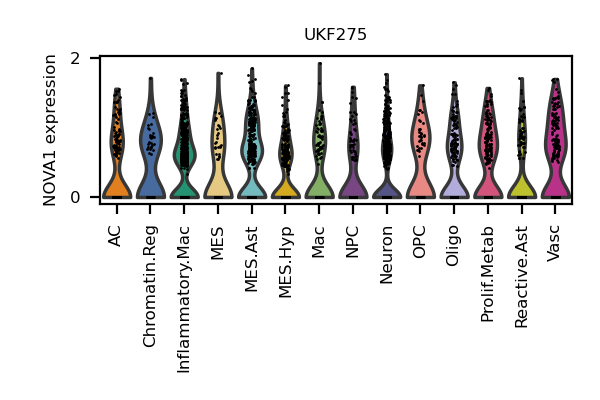 UKF275
NOVA1 expression
2
0
AC
Chromatin.Reg
Inflammatory.Mac
MES
MES.Ast
MES.Hyp
Mac
NPC
Neuron
OPC
Oligo
Prolif.Metab
Reactive.Ast
Vasc